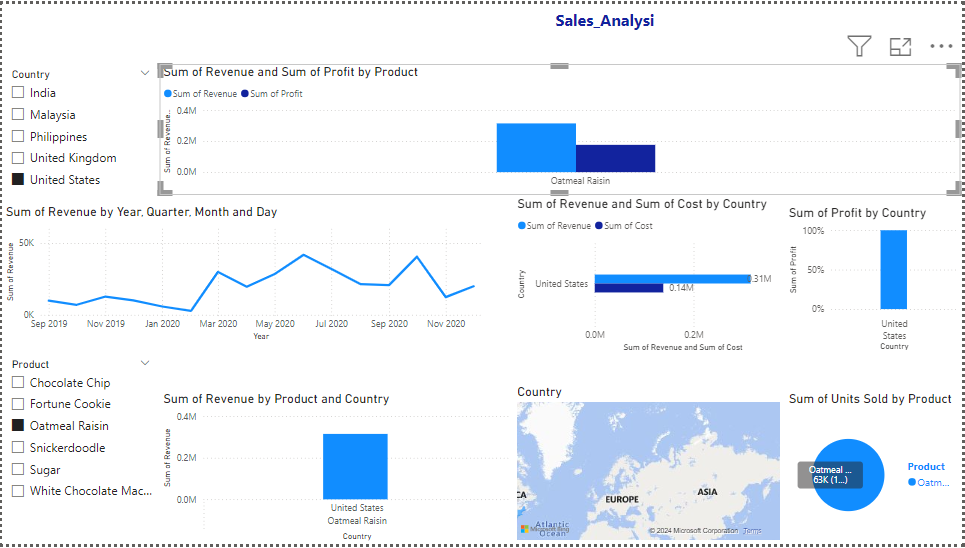 Sales_Analysi
Country
India
Malaysia
Philippines
United Kingdom
United States
Sum of Revenue and Sum of Profit by Product
Sum of Revenue Sum of Profit
Sum of Revenue...
0.4M
0.2M
0.0M
Oatmeal Raisin
Sum of Revenue by Year, Quarter, Month and Day
Sum of Revenue
50K
0K
Sep 2019 Nov 2019 Jan 2020 Mar 2020 May 2020 Jul 2020 Sep 2020 Nov 2020
Year
Sum of Revenue and Sum of Cost by Country
Sum of Revenue Sum of Cost
Country
United States
0.31M
0.14M
0.0M 0.2M
Sum of Revenue and Sum of Cost
Sum of Profit by Country
Sum of Profit
100%
50%
0%
United
States
Country
Product
Chocolate Chip
Fortune Cookie
Oatmeal Raisin
Snickerdoodle
Sugar
White Chocolate Mac...
Sum of Revenue by Product and Country
Sum of Revenue
0.4M
0.2M
0.0M
United States
Oatmeal Raisin
Country
Country
CA
EUROPE
ASIA
Atlantic
Ocean
Microsoft Bing
© 2024 Microsoft Corporation Terms
Sum of Units Sold by Product
Oatmeal ...
63K (1...)
Product
Oatm...